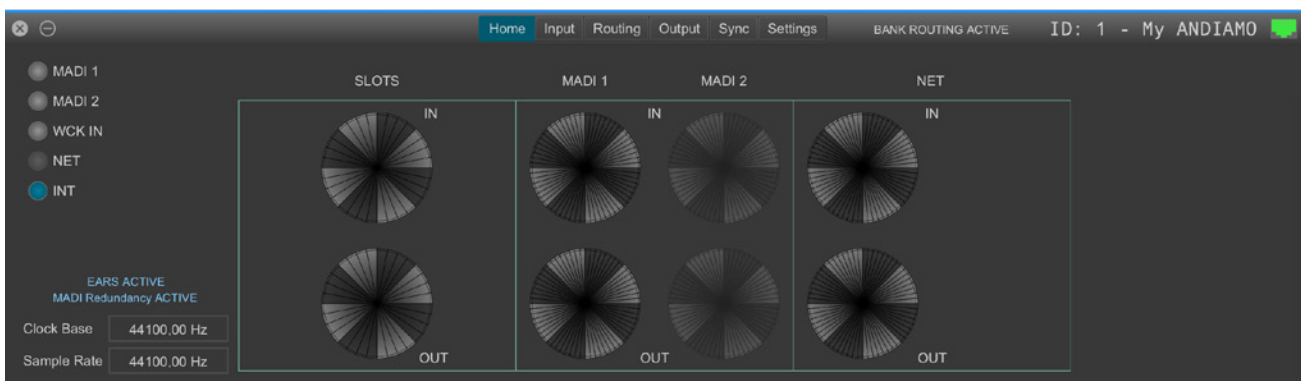 Home Input Routing Output Sync Settings BANK ROUTING ACTIVE ID: 1 - My ANDIAMO
MADI 1
MADI 2
WCK IN
NET
INT
EARS ACTIVE
MADI Redundancy ACTIVE
Clock Base 44100,00 Hz
Sample Rate 44100,00 Hz
SLOTS MADI 1 MADI 2 NET
IN IN IN
OUT OUT OUT